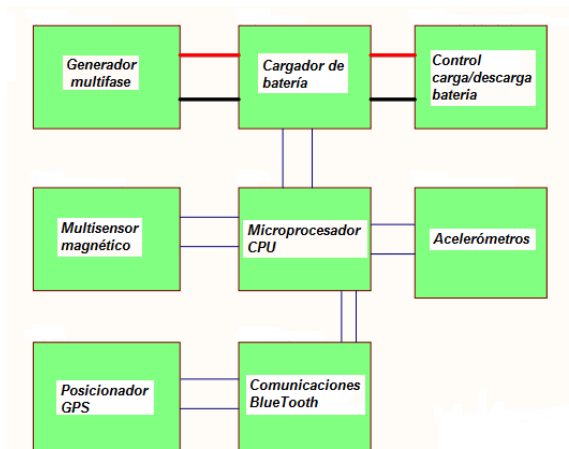 Generador
multifase
Cargador de
batería
Control
carga/descarga
bateria
Multisensor
magnético
Microprocesador
CPU
Acelerómetros
Posicionador
GPS
Comunicaciones
BlueTooth